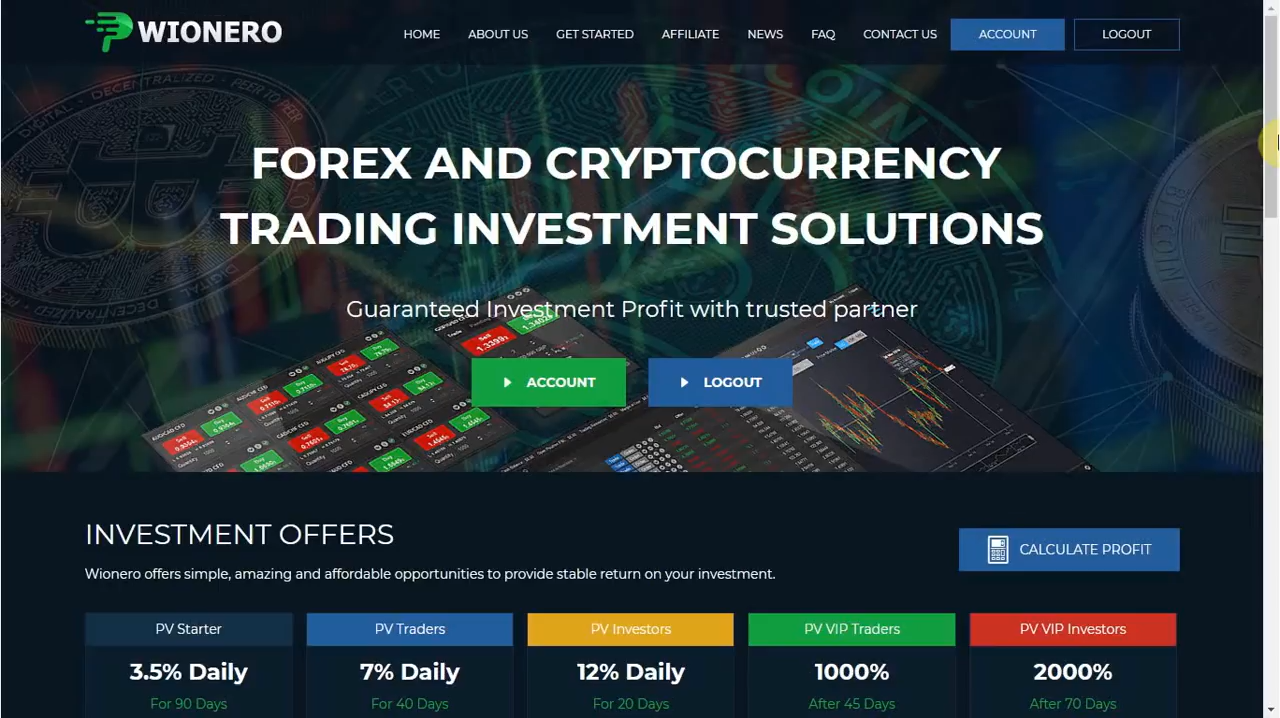 WIONERO
HOME ABOUT US GET STARTED AFFILIATE NEWS FAQ CONTACT US ACCOUNT LOGOUT
FOREX AND CRYPTOCURRENCY
TRADING INVESTMENT SOLUTIONS
Guaranteed Investment Profit with trusted partner
ACCOUNT LOGOUT
INVESTMENT OFFERS
CALCULATE PROFIT
Wionero offers simple, amazing and affordable opportunities to provide stable return on your investment.
PV Starter PV Traders PV Investors PV VIP Traders PV VIP Investors
3.5% Daily 7% Daily 12% Daily 1000% 2000%
For 90 Days For 40 Days For 20 Days After 45 Days After 70 Days